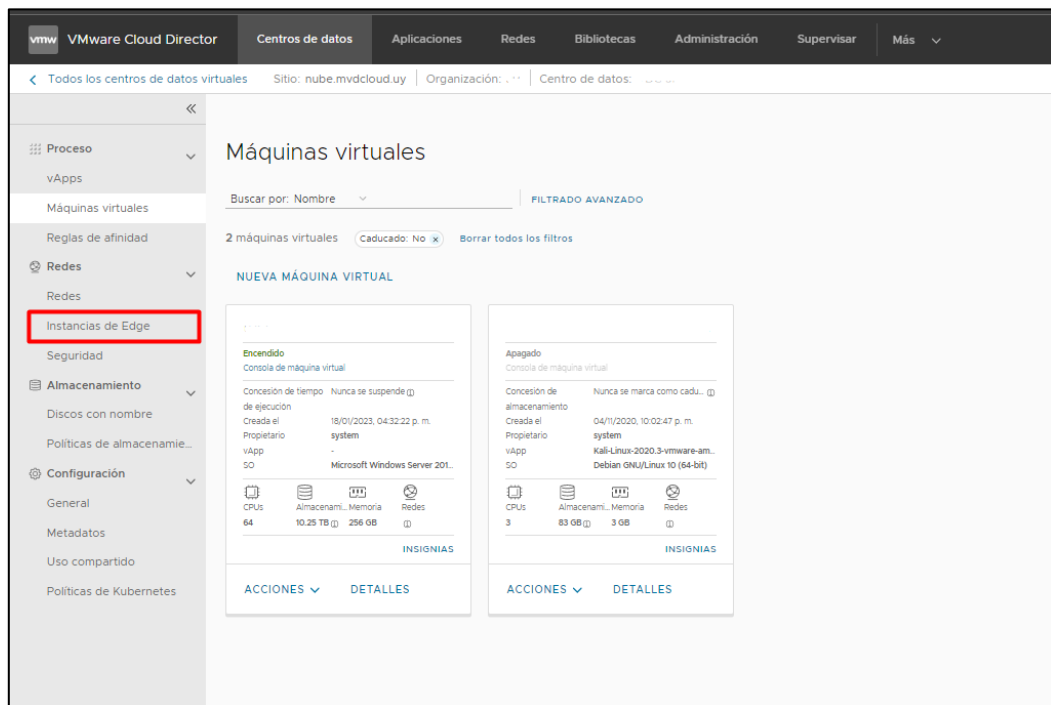 vmw VMware Cloud Director Centros de datos Aplicaciones Redes Bibliotecas Administración Supervisar Más
Todos los centros de datos virtuales Sitio: nube.mvdcloud.uy Organización: Centro de datos:
Proceso
vApps
Máquinas virtuales
Reglas de afinidad
Redes
Redes
Instancias de Edge
Seguridad
Almacenamiento
Discos con nombre
Políticas de almacenamie...
Configuración
General
Metadatos
Uso compartido
Políticas de Kubernetes
Máquinas virtuales
Buscar por: Nombre FILTRADO AVANZADO
2 máquinas virtuales Caducado: No x Borrar todos los filtros
NUEVA MÁQUINA VIRTUAL
Encendido
Consola de máquina virtual
Concesión de tiempo Nunca se suspende
de ejecución
Creada el 18/01/2023, 04:32:22 p. m.
Propietario system
vApp -
SO Microsoft Windows Server 201...
CPUs Almacenami... Memoria Redes
64 10.25 TB 256 GB
INSIGNIAS
ACCIONES DETALLES
Apagado
Consola de máquina virtual
Concesión de Nunca se marca como cadu...
almacenamiento
Creada el 04/11/2020, 10:02:47 p. m.
Propietario system
vApp Kali-Linux-2020.3-vmware-am...
SO Debian GNU/Linux 10 (64-bit)
CPUs Almacenami... Memoria Redes
3 83 GB 3 GB
INSIGNIAS
ACCIONES DETALLES